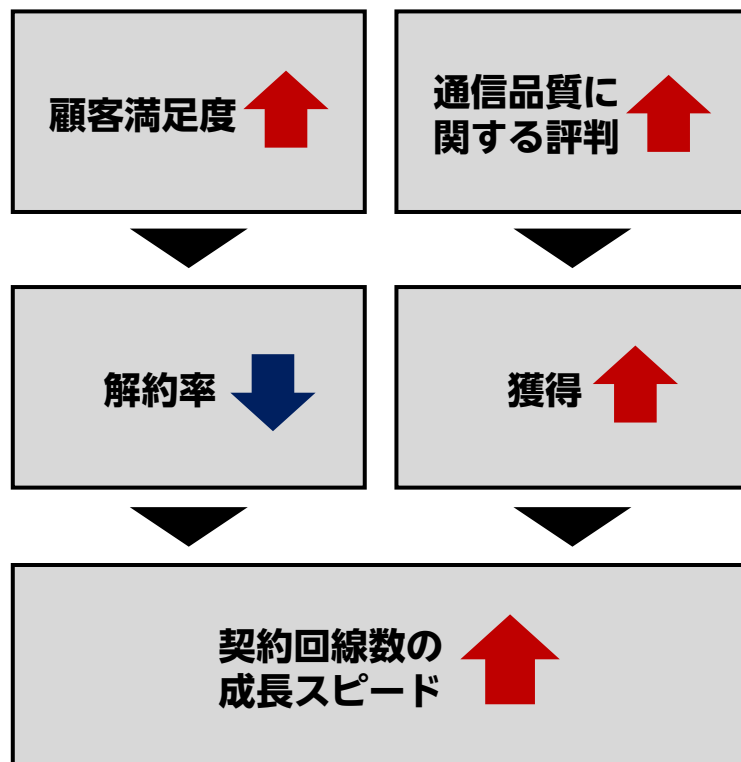 顧客満足度
通信品質に
関する評判
解約率
獲得
契約回線数の
成長スピード